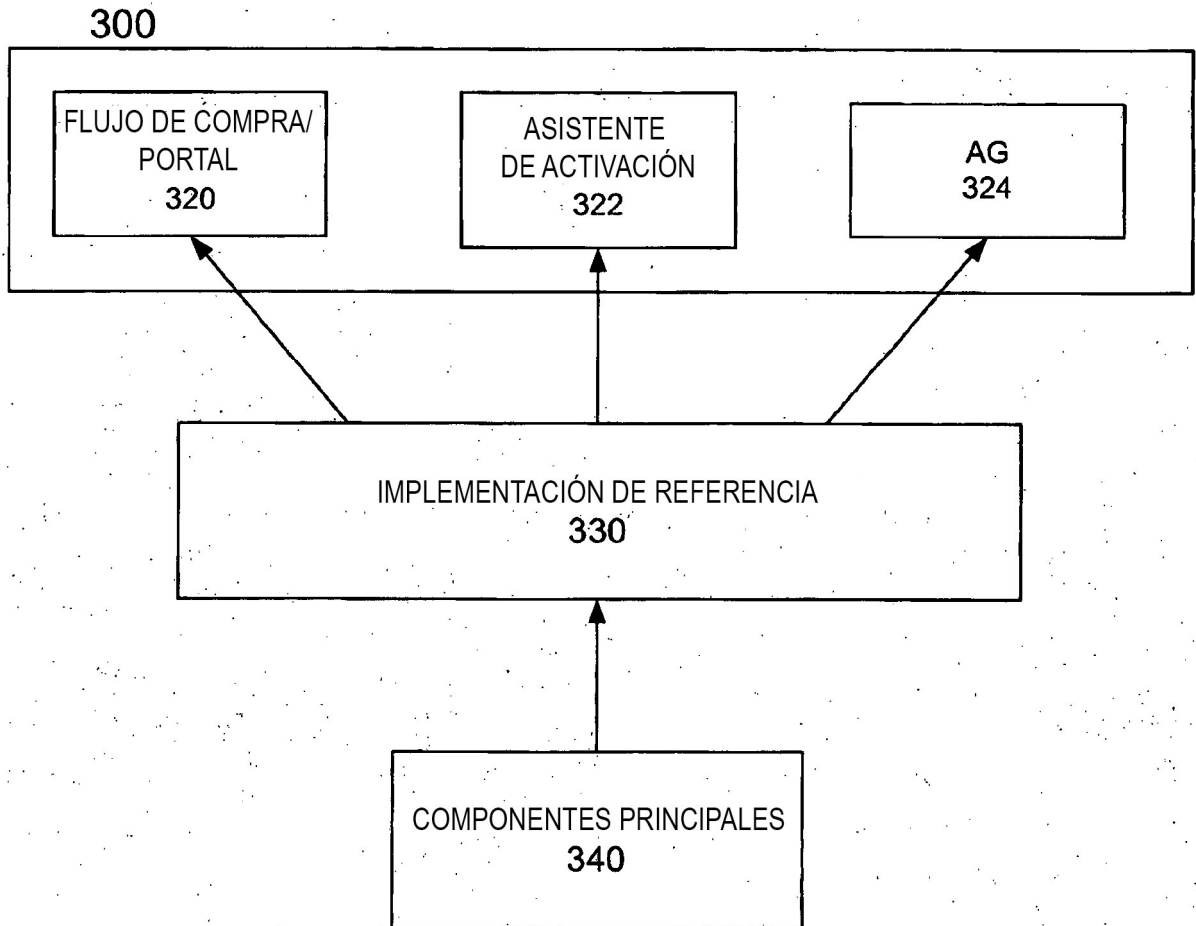 300
FLUJO DE COMPRA/
PORTAL
320
ASISTENTE
DE ACTIVACIÓN
322
AG
324
IMPLEMENTACIÓN DE REFERENCIA
330
COMPONENTES PRINCIPALES
340